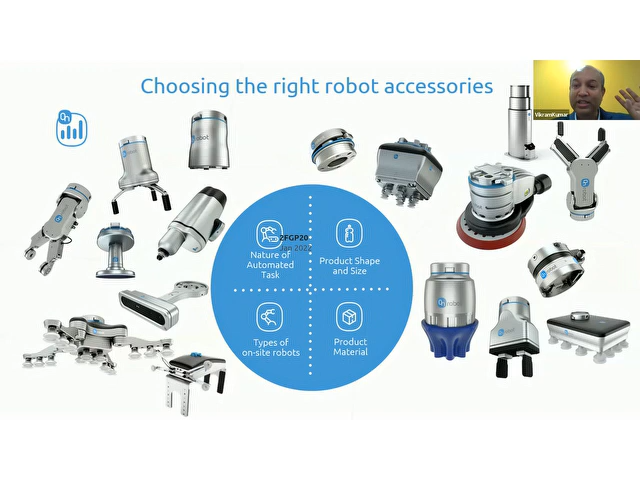 Choosing the right robot accessories
VikramKumar
2FGP20
Jan 2022
Nature of
Automated
Task
Product Shape
and Size
Types of
on-site robots
Product
Material